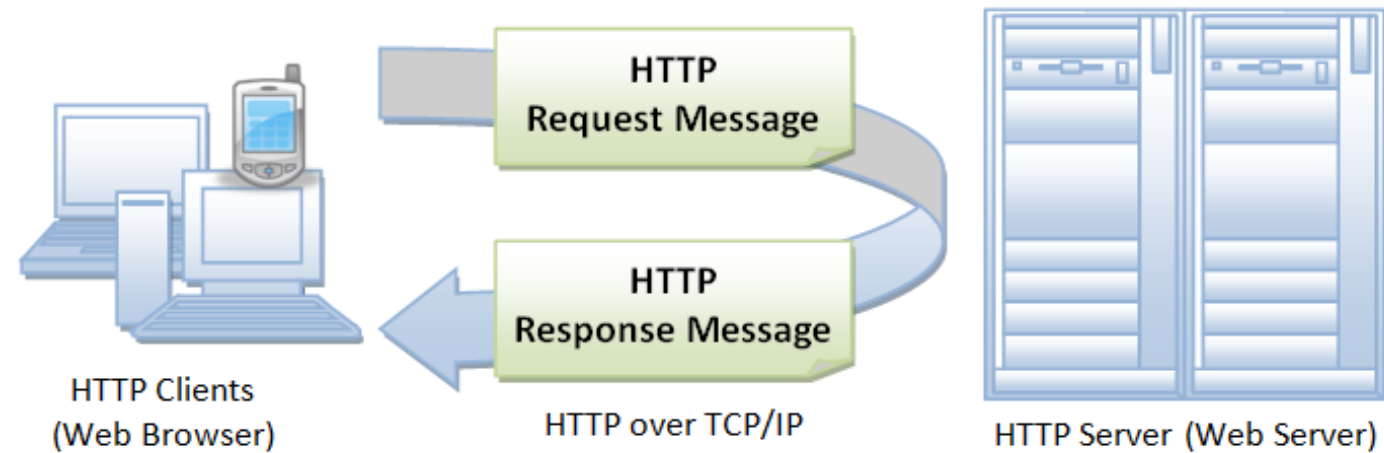 HTTP
Request Message
HTTP
Response Message
HTTP Clients
(Web Browser)
HTTP over TCP/IP
HTTP Server (Web Server)